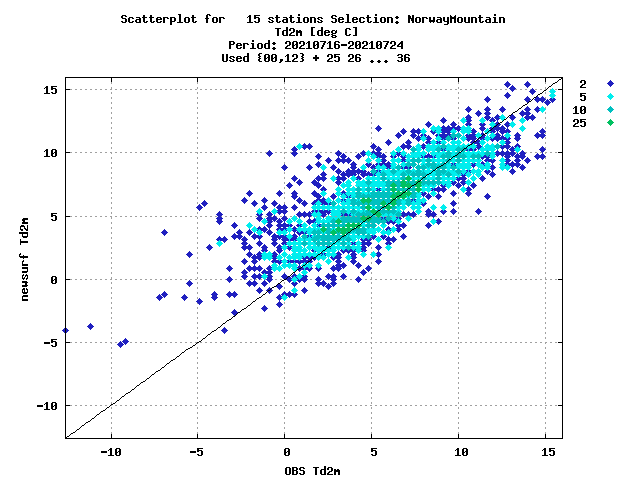 Scatterplot for   15 stations Selection: NorwayMountain
Td2m [deg C]
Period: 20210716-20210724
Used {00,12} + 25 26 ... 36
2
5
10
25
15
10
5
0
-5
-10
newsurf Td2m
-10 -5 0 5 10 15
OBS Td2m